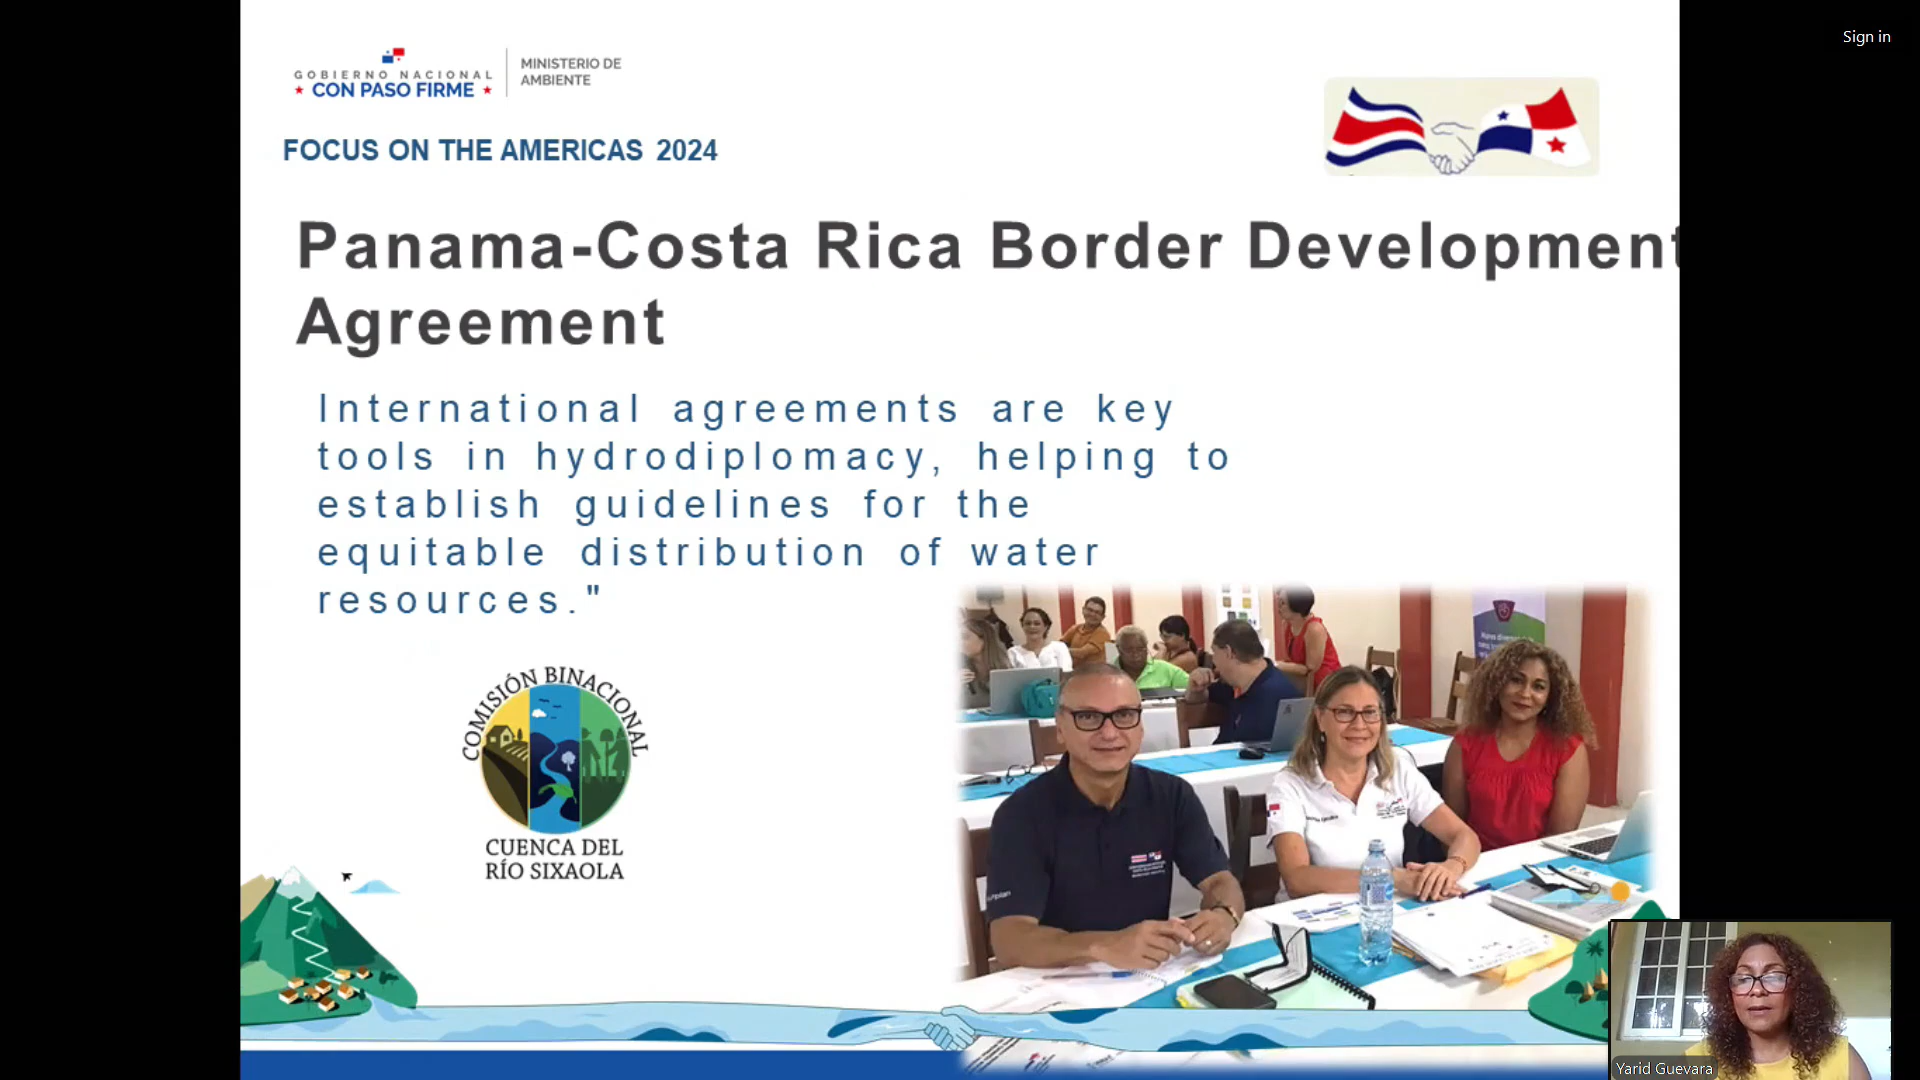 Sign in
GOBIERNO NACIONAL
CON PASO FIRME
MINISTERIO DE
AMBIENTE
FOCUS ON THE AMERICAS 2024
Panama-Costa Rica Border Development
Agreement
International agreements are key
tools in hydrodiplomacy, helping to
establish guidelines for the
equitable distribution of water
resources."
COMISIÓN BINACIONAL
CUENCA DEL
RÍO SIXAOLA
Yarid Guevara